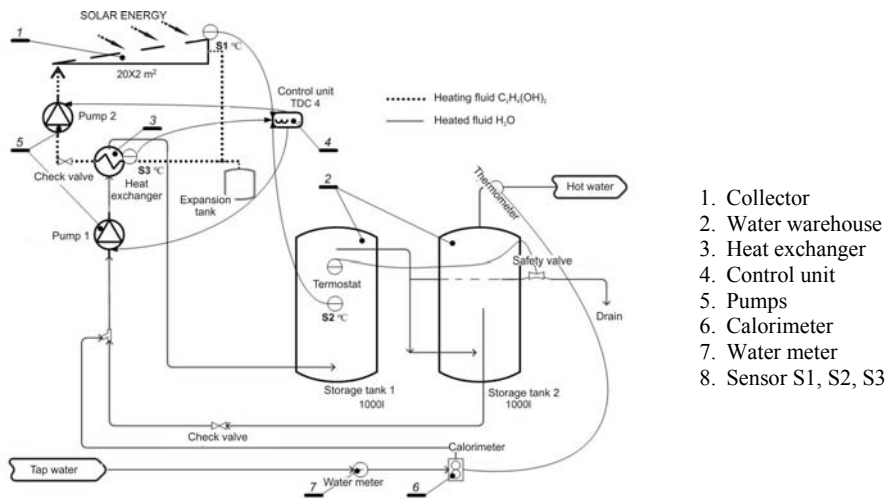 SOLAR ENERGY
1
S1 °C
20X2 m²
Control unit
TDC 4
Heating fluid C₂H₄(OH)₂
Heated fluid H₂O
Pump 2
5
3
4
Check valve
S3 °C
Heat
exchanger
Expansion
tank
2
Thermometer
Hot water
Pump 1
Safety valve
Termostat
S2 °C
Drain
Storage tank 1
1000l
Storage tank 2
1000l
Check valve
Calorimeter
Tap water
7
Water meter
6
1. Collector
2. Water warehouse
3. Heat exchanger
4. Control unit
5. Pumps
6. Calorimeter
7. Water meter
8. Sensor S1, S2, S3